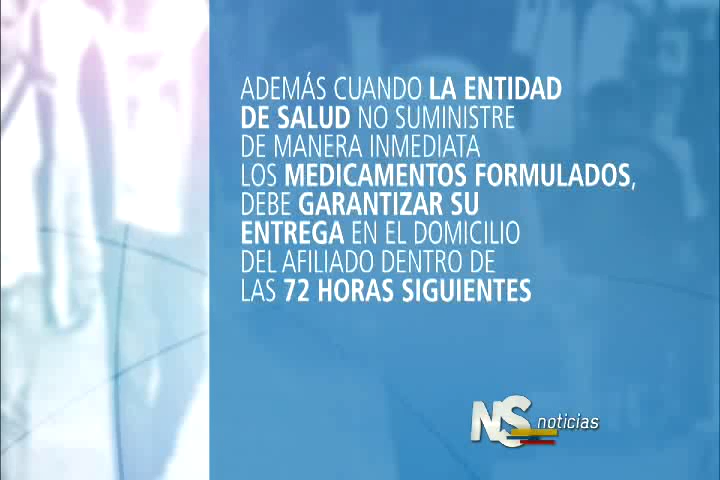 ADEMÁS CUANDO LA ENTIDAD
DE SALUD NO SUMINISTRE
DE MANERA INMEDIATA
LOS MEDICAMENTOS FORMULADOS,
DEBE GARANTIZAR SU
ENTREGA EN EL DOMICILIO
DEL AFILIADO DENTRO DE
LAS 72 HORAS SIGUIENTES
NCS noticias